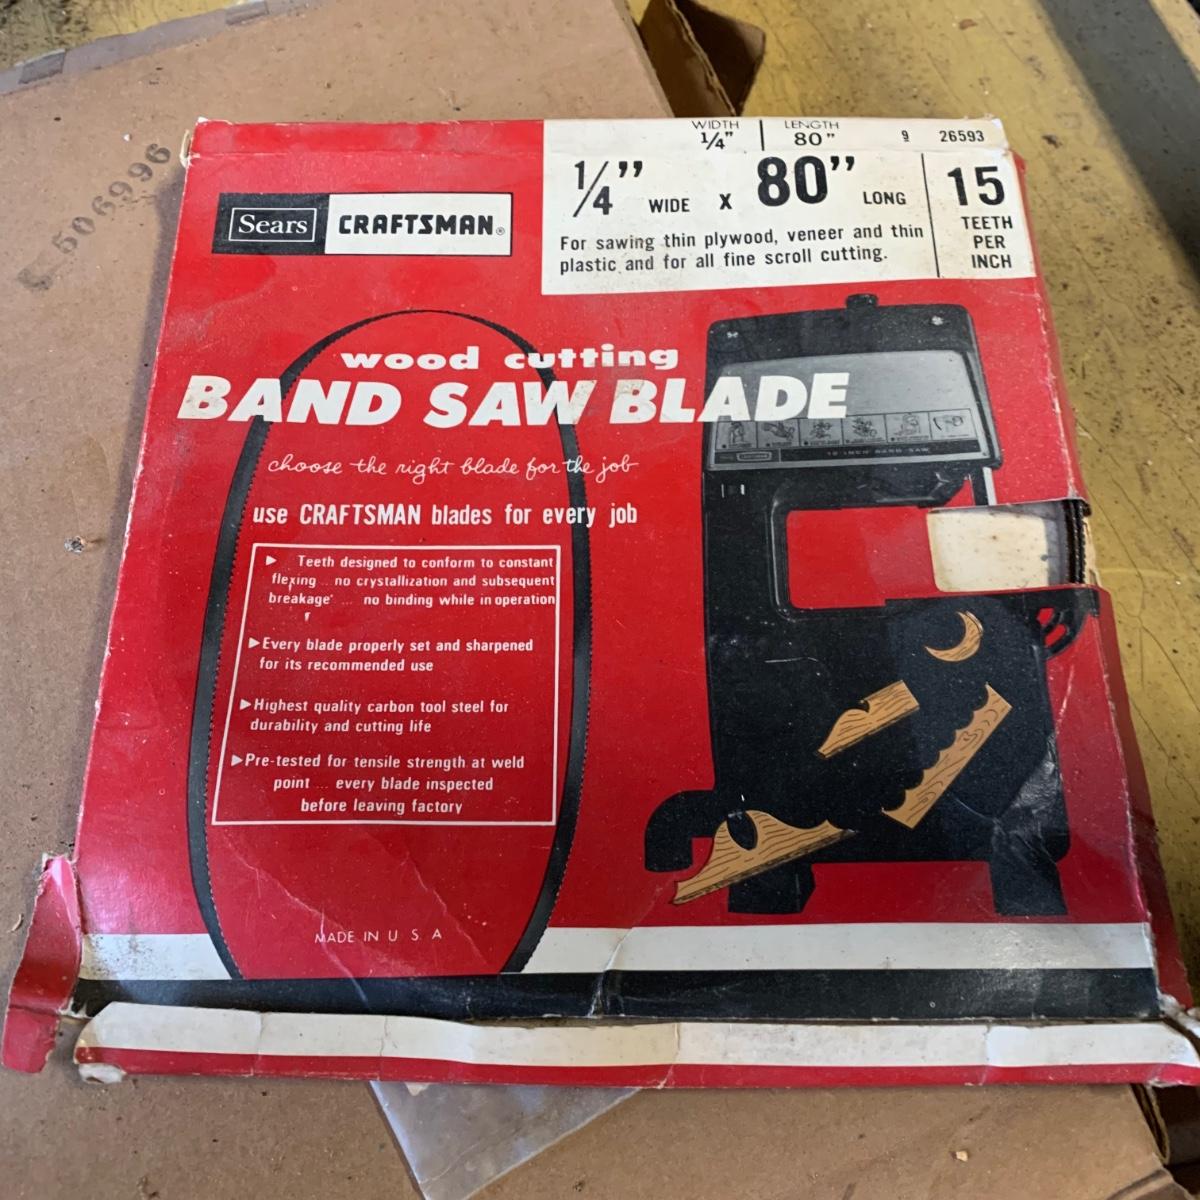 WIDTH
1/4"
LENGTH
80"
9 26593
1/4" WIDE X 80" LONG
15
TEETH
PER
INCH
For sawing thin plywood, veneer and thin
plastic and for all fine scroll cutting.
Sears CRAFTSMAN®
506996
wood cutting
BAND SAW BLADE
choose the right blade for the job
use CRAFTSMAN blades for every job
▶ Teeth designed to conform to constant
flexing ... no crystallization and subsequent
breakage ... no binding while in operation
▶ Every blade properly set and sharpened
for its recommended use
▶ Highest quality carbon tool steel for
durability and cutting life
▶ Pre-tested for tensile strength at weld
point ... every blade inspected
before leaving factory
12 INCH BAND SAW
MADE IN U. S. A